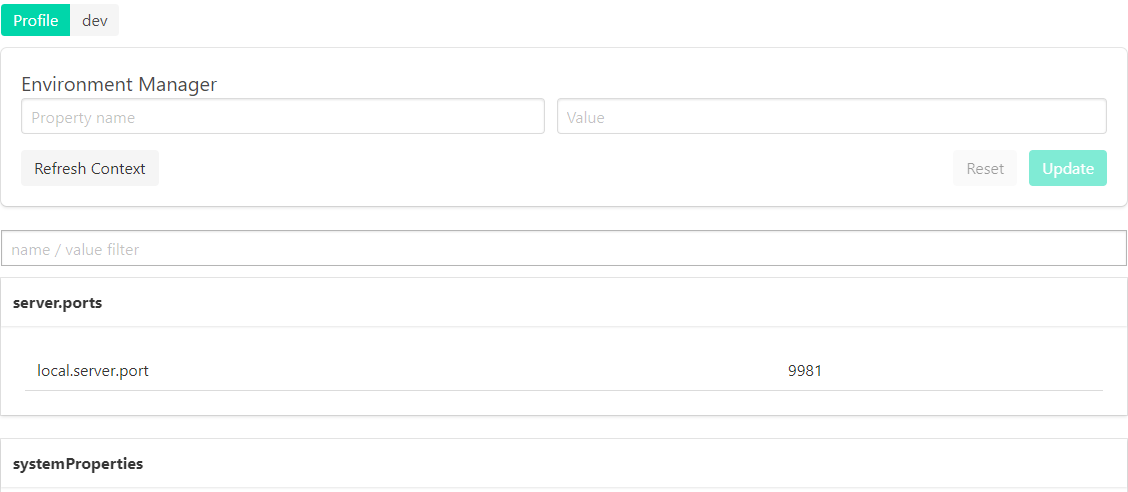 Profile dev
Environment Manager
Property name Value
Refresh Context Reset Update
name / value filter
server.ports
local.server.port 9981
systemProperties